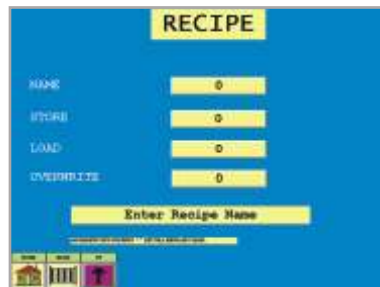 RECIPE
NAME 0
STORE 0
LOAD 0
OVERWRITE 0
Enter Recipe Name